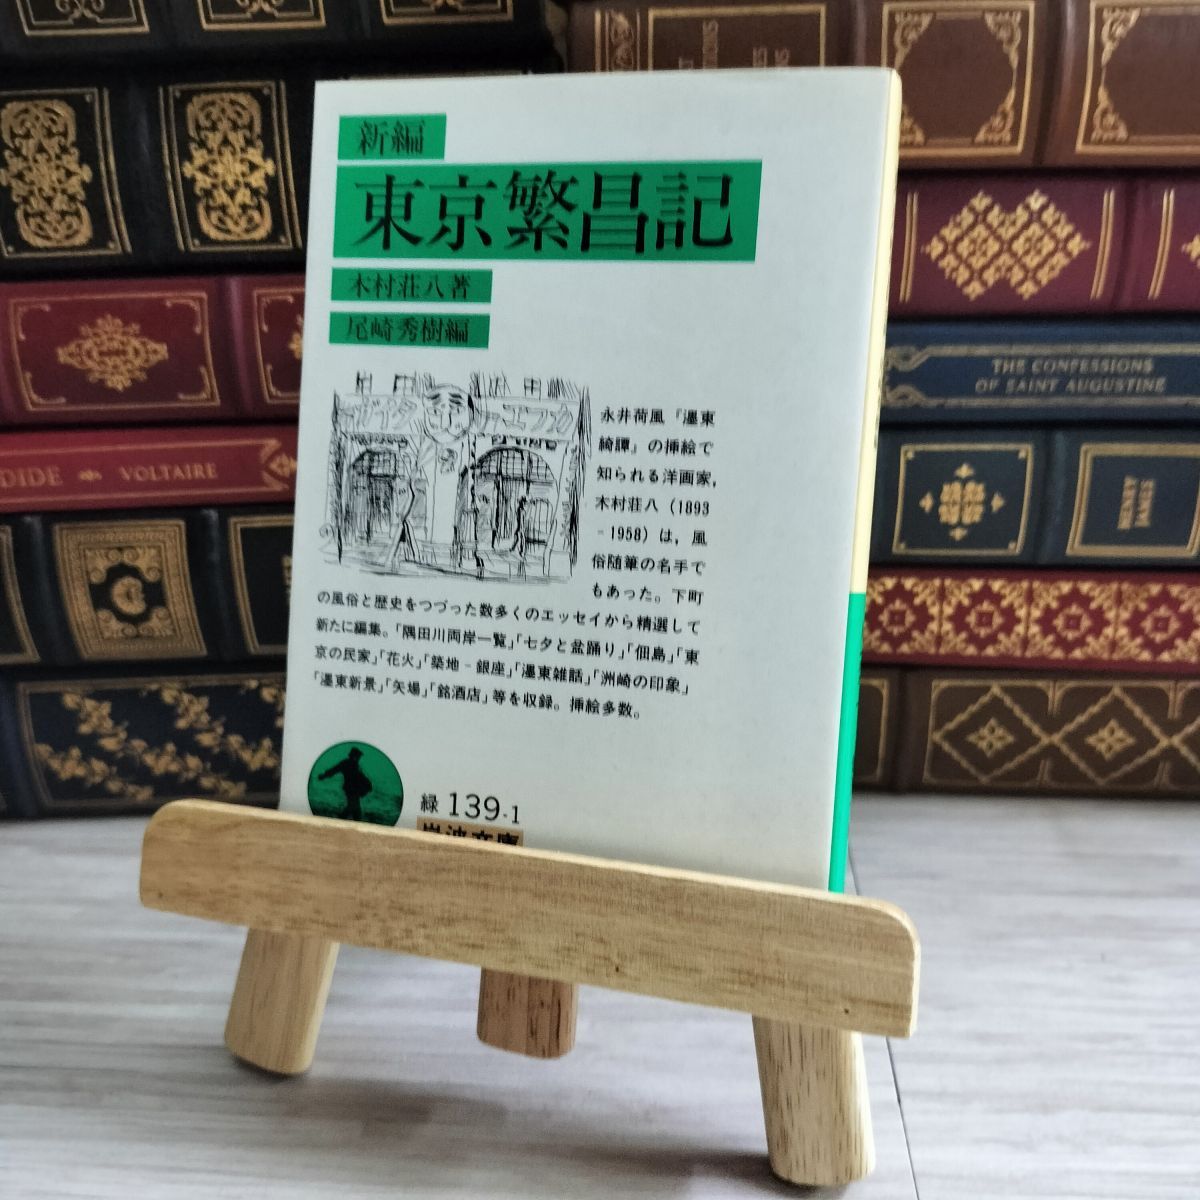 新編
東京繁昌記
木村荘八著
尾崎秀樹編
永井荷風『濹東
綺譚』の挿絵で
知られる洋画家,
木村荘八(1893
-1958)は,風
俗随筆の名手で
もあった。下町
の風俗と歴史をつづった数多くのエッセイから精選して
新たに編集。「隅田川両岸一覧」「七夕と盆踊り」「佃島」「東
京の民家」「花火」「築地-銀座」「濹東雑話」「洲崎の印象」
「濹東新景」「矢場」「銘酒店」等を収録。挿絵多数。
緑 139-1
岩波文庫
THE CONFESSIONS
OF SAINT AUGUSTINE
DIDE VOLTAIRE
HENRY
JAMES